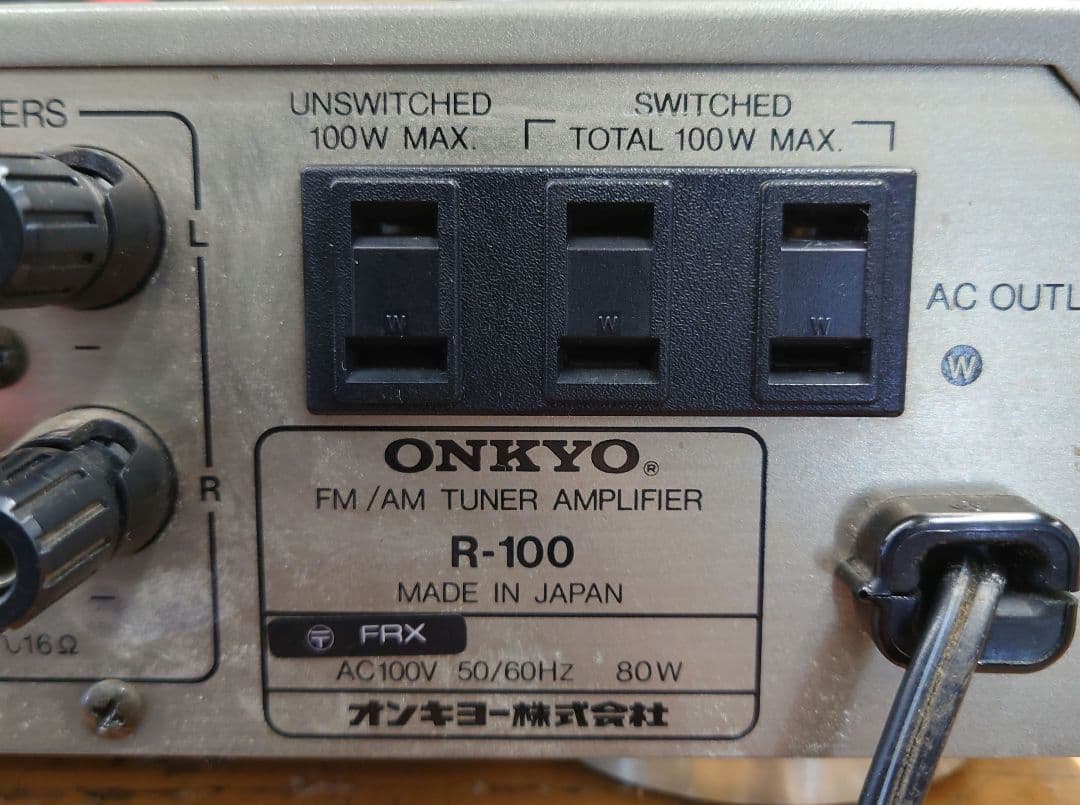 ERS
UNSWITCHED
100W MAX.
SWITCHED
TOTAL 100W MAX.
L
−
W
W
W
AC OUTL
W
R
−
16Ω
ONKYO®
FM/AM TUNER AMPLIFIER
R-100
MADE IN JAPAN
〒 FRX
AC100V 50/60Hz 80W
オンキヨー株式会社